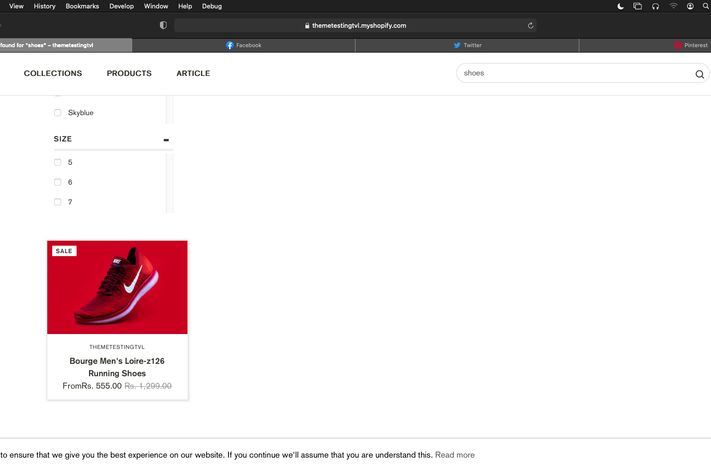 View History Bookmarks Develop Window Help Debug
themetestingtvl.myshopify.com
found for "shoes" – themetestingtvl Facebook Twitter Pinterest
COLLECTIONS PRODUCTS ARTICLE shoes
Skyblue
SIZE
5
6
7
SALE
THEMETESTINGTVL
Bourge Men's Loire-z126
Running Shoes
FromRs. 555.00 Rs. 1,299.00
to ensure that we give you the best experience on our website. If you continue we'll assume that you are understand this. Read more